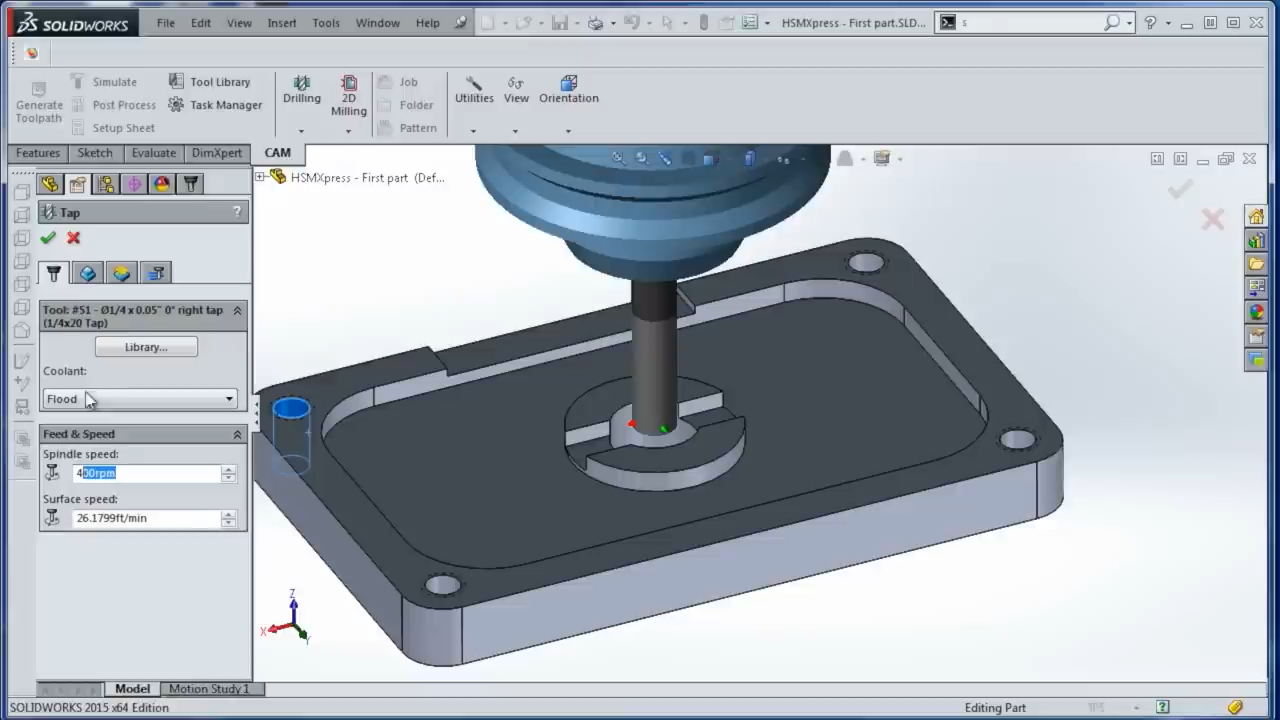 SOLIDWORKS File Edit View Insert Tools Window Help HSMXpress - First part.SLD... s
Simulate Tool Library Job
Generate Toolpath Post Process Task Manager Drilling 2D Milling Folder Utilities View Orientation
Setup Sheet Pattern
Features Sketch Evaluate DimXpert CAM
HSMXpress - First part (Def...
Tap ?
Tool: #51 - Ø1/4 x 0.05" 0° right tap
(1/4x20 Tap)
Library...
Coolant:
Flood
Feed & Speed
Spindle speed:
400rpm
Surface speed:
26.1799ft/min
Z
X
Y
Model Motion Study 1
SOLIDWORKS 2015 x64 Edition Editing Part